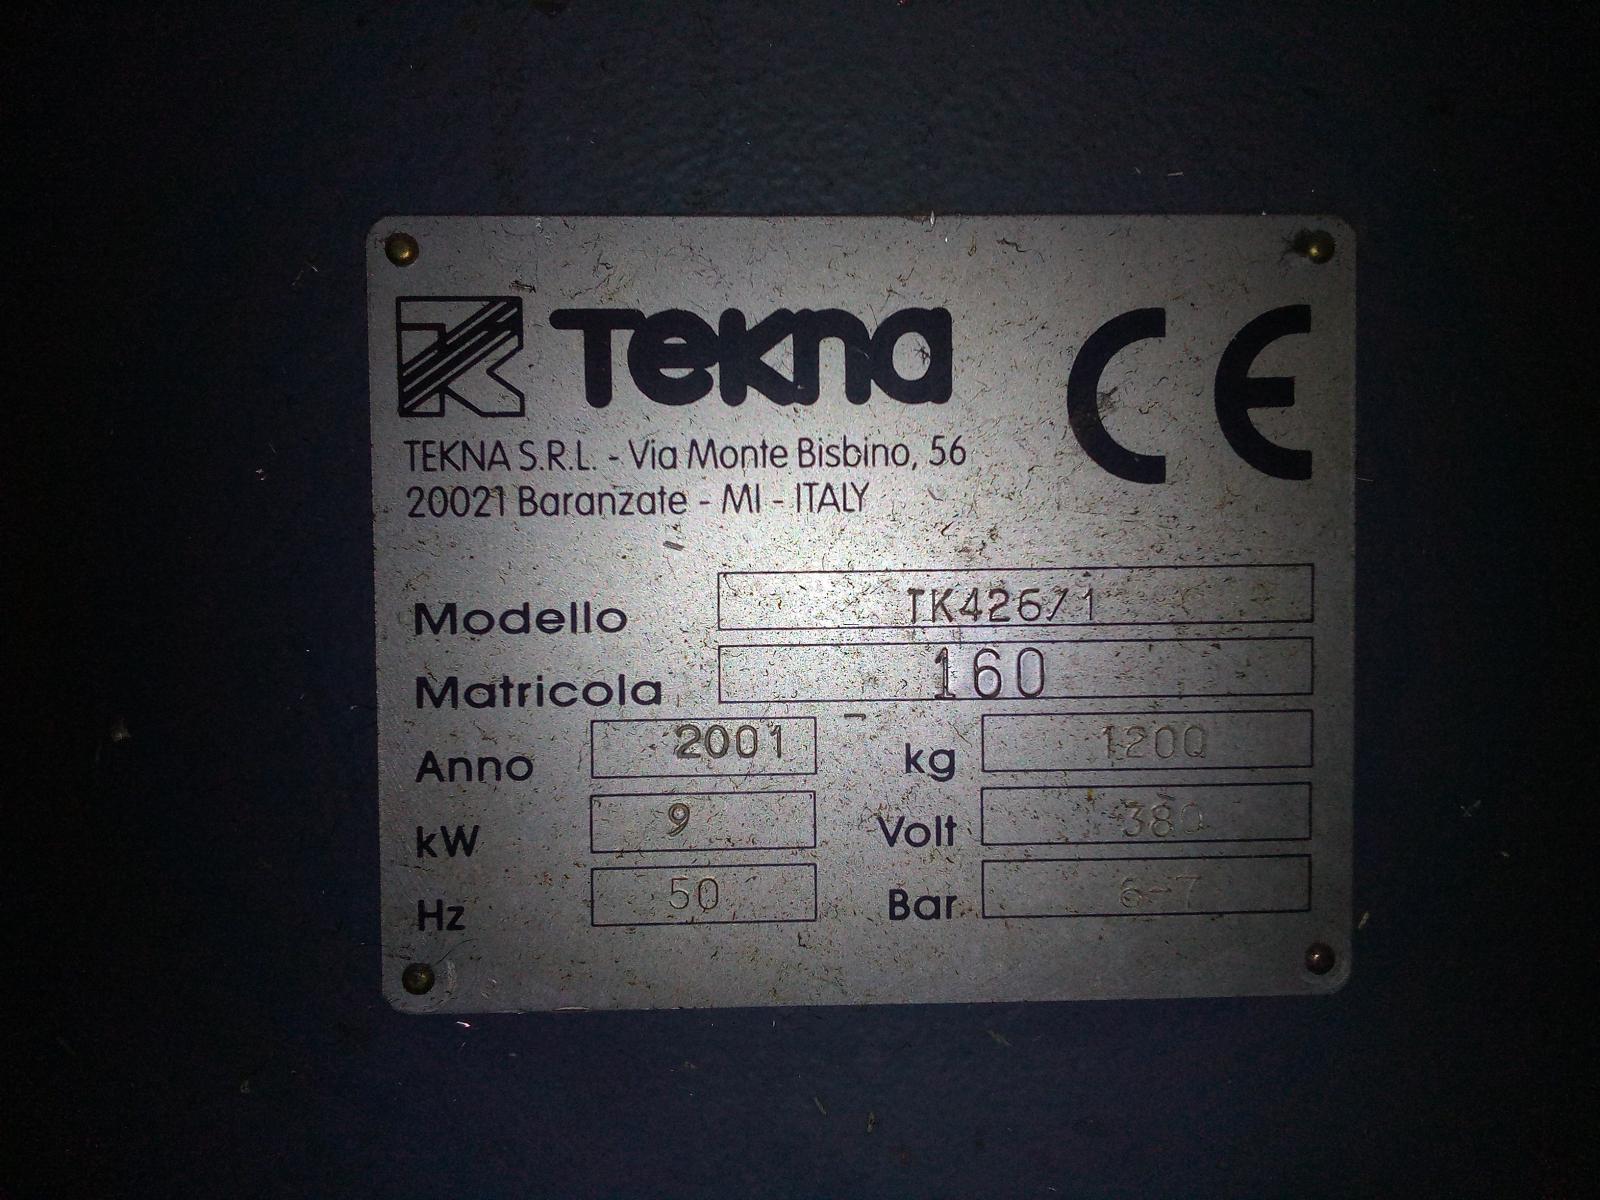 Tekna CE
TEKNA S.R.L. - Via Monte Bisbino, 56
20021 Baranzate - MI - ITALY
Modello TK426/1
Matricola 160
Anno 2001 kg 1200
kW 9 Volt 380
Hz 50 Bar 6-7